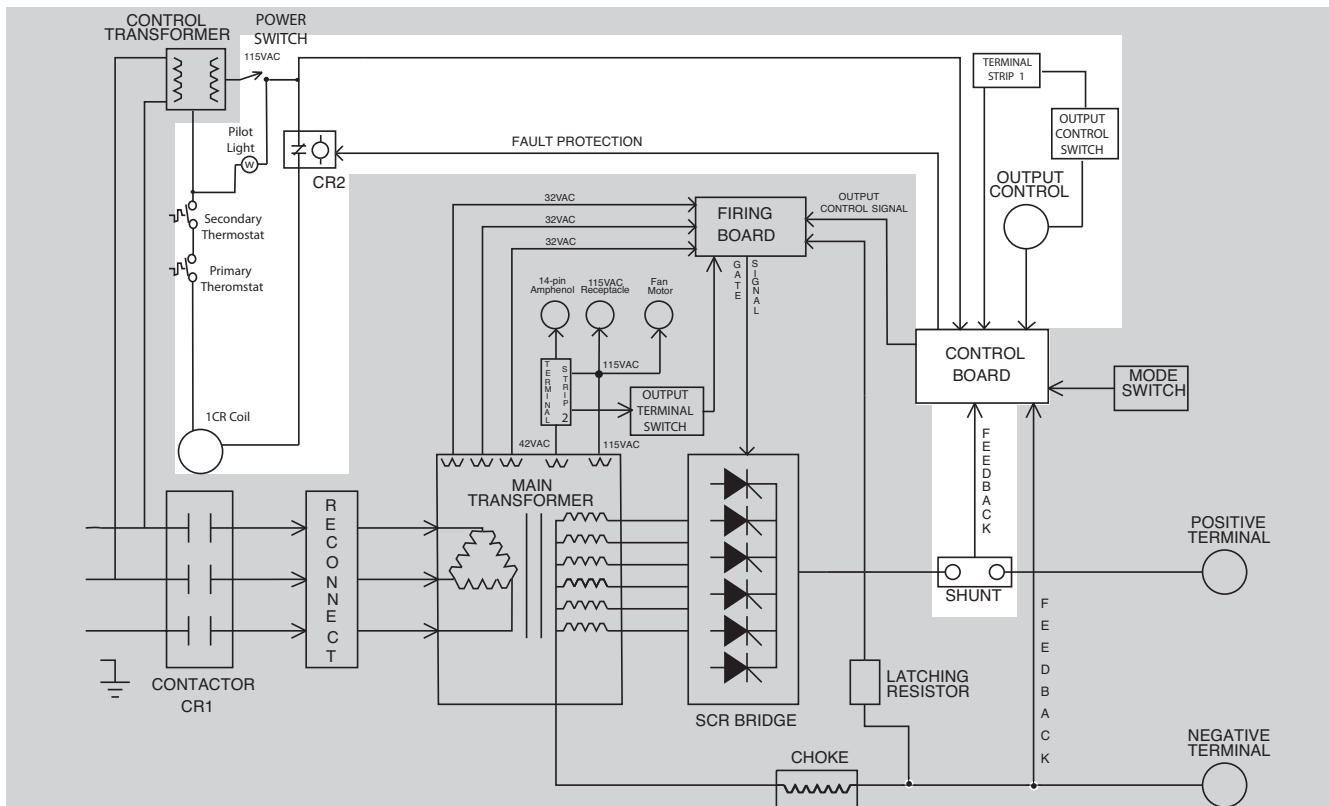 CONTROL
TRANSFORMER
POWER
SWITCH
115VAC
TERMINAL
STRIP 1
OUTPUT
CONTROL
SWITCH
Pilot
Light
W
CR2
FAULT PROTECTION
OUTPUT
CONTROL
Secondary
Thermostat
Primary
Theromstat
32VAC
32VAC
32VAC
FIRING
BOARD
OUTPUT
CONTROL SIGNAL
GATE
SIGNAL
14-pin
Amphenol
115VAC
Receptacle
Fan
Motor
TERMINAL
STRIP 2
115VAC
OUTPUT
TERMINAL
SWITCH
CONTROL
BOARD
MODE
SWITCH
1CR Coil
42VAC
115VAC
MAIN
TRANSFORMER
FEEDBACK
RECONNECT
SHUNT
POSITIVE
TERMINAL
FEEDBACK
CONTACTOR
CR1
SCR BRIDGE
LATCHING
RESISTOR
CHOKE
NEGATIVE
TERMINAL